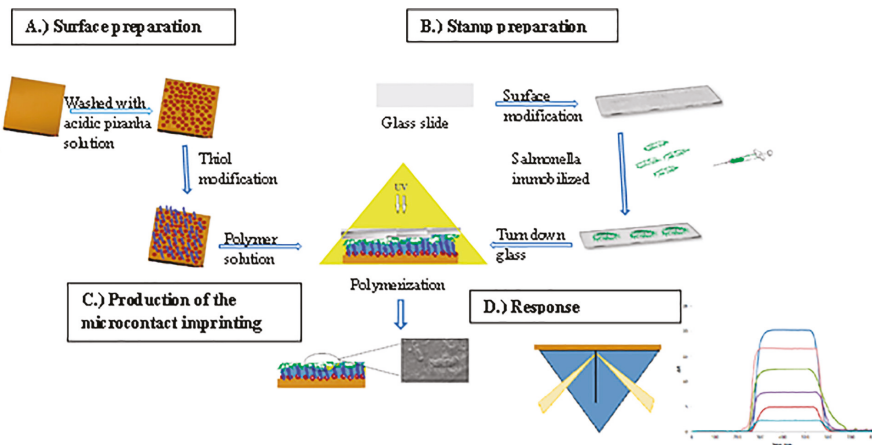 A.) Surface preparation
B.) Stamp preparation
Washed with
acidic piranha
solution
Thiol
modification
Polymer
solution
Glass slide
Surface
modification
Salmonella
immobilized
UV
Turn down
glass
Polymerization
C.) Production of the
microcontact imprinting
D.) Response